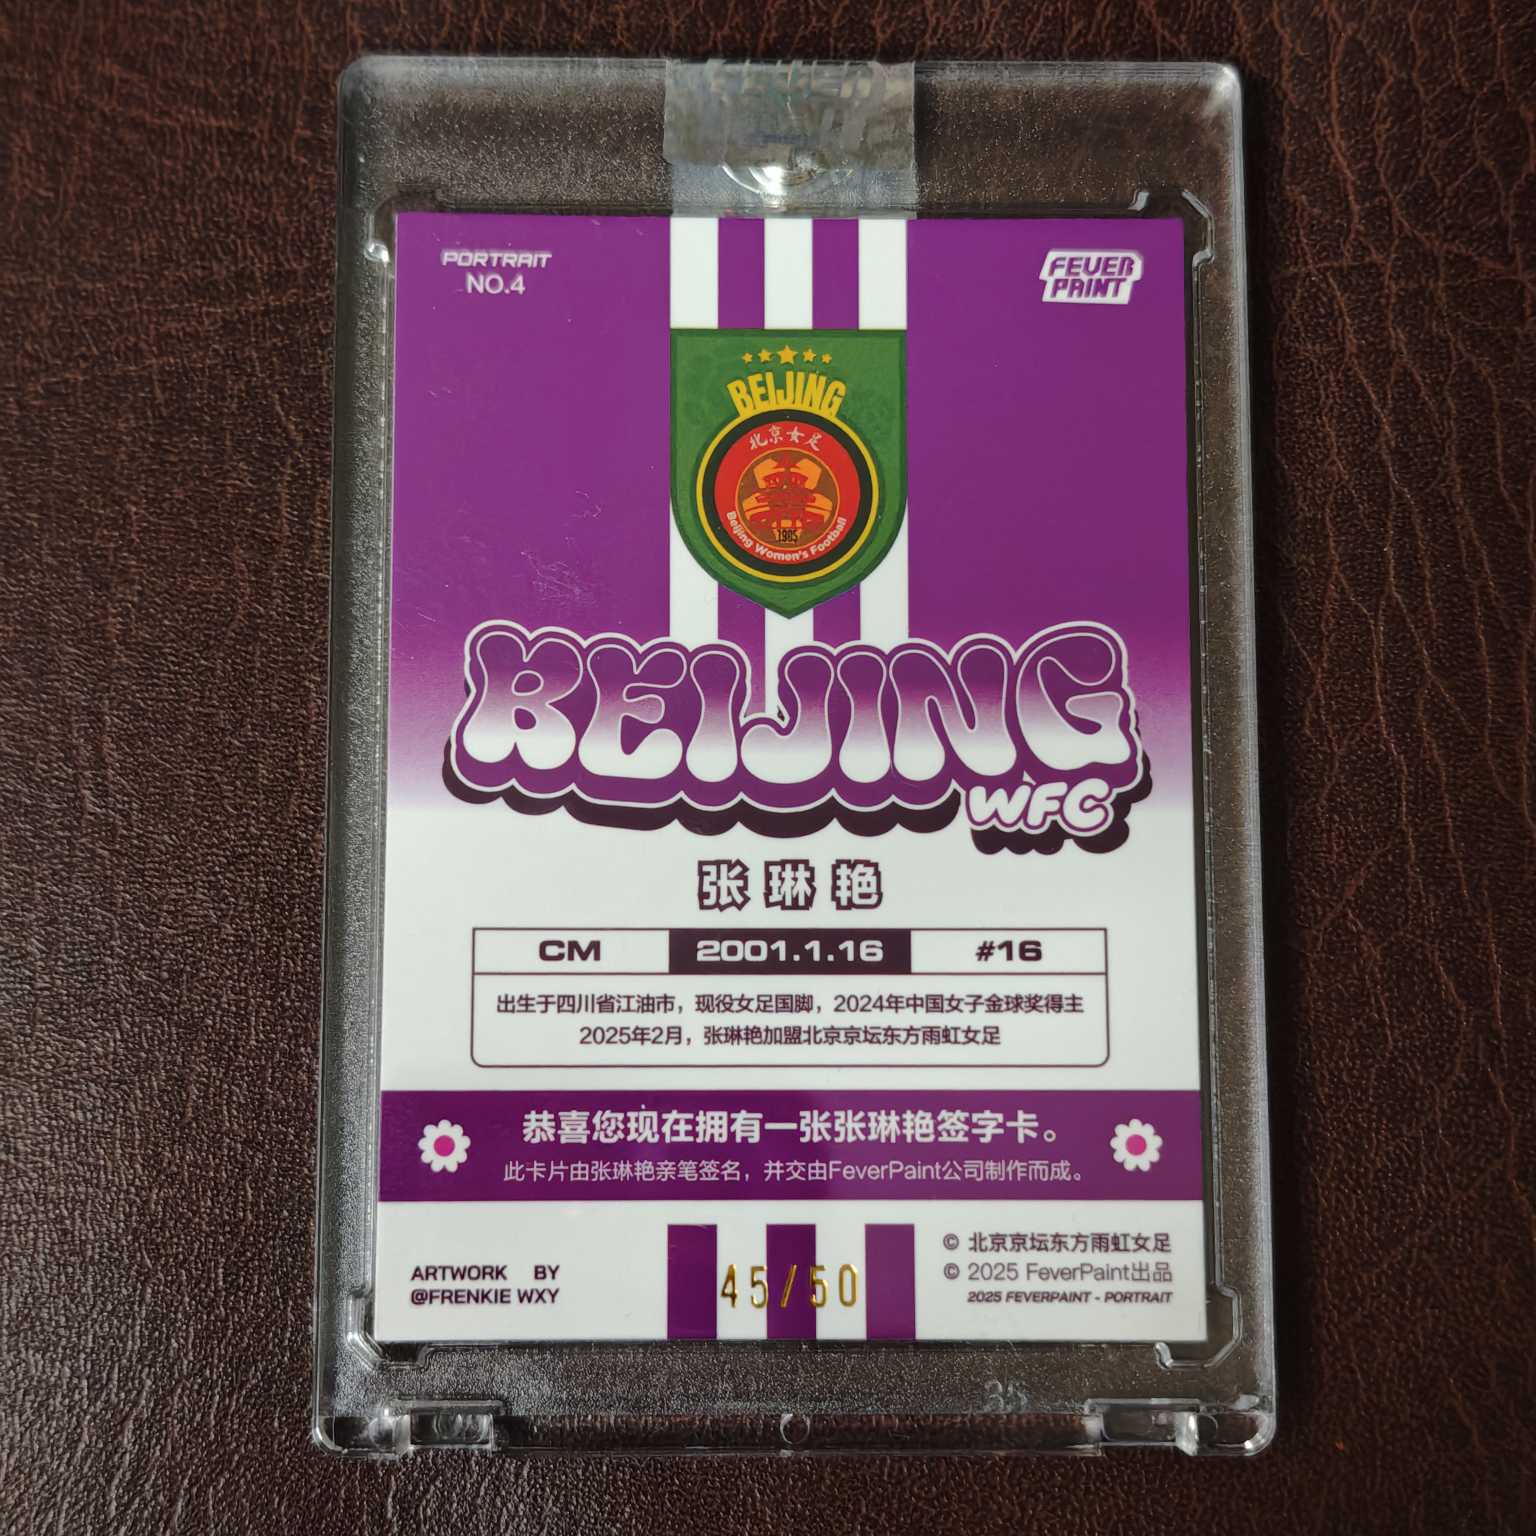 PORTRAIT
NO.4
FEVER
PAINT
BEIJING
北京女足
1985
Beijing Women's Football
BEIJING
WFC
张琳艳
CM
2001.1.16
#16
出生于四川省江油市，现役女足国脚，2024年中国女子金球奖得主
2025年2月，张琳艳加盟北京京坛东方雨虹女足
恭喜您现在拥有一张张琳艳签字卡。
此卡片由张琳艳亲笔签名，并交由FeverPaint公司制作而成。
ARTWORK BY
@FRENKIE WXY
45/50
© 北京京坛东方雨虹女足
© 2025 FeverPaint出品
2025 FEVERPAINT - PORTRAIT